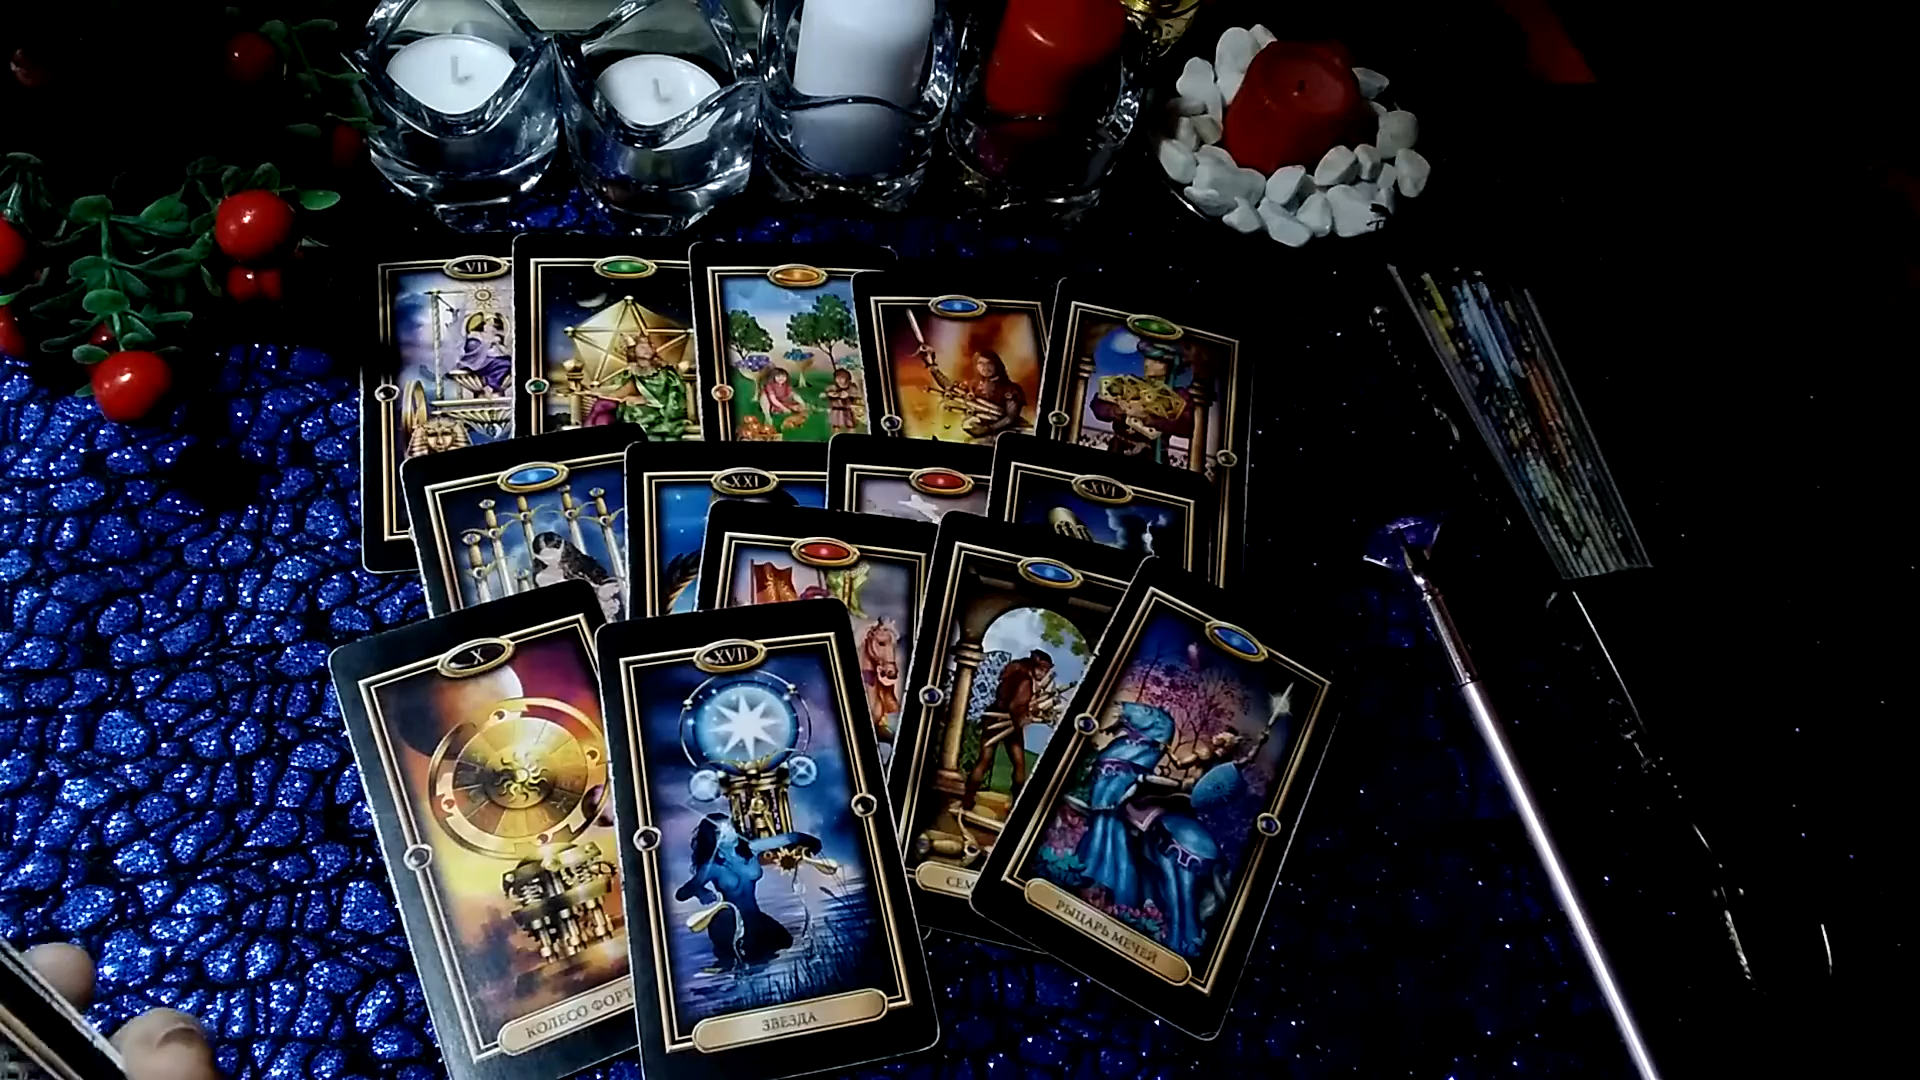 VII
XXI
XVI
X
XVII
СЕМ
РЫЦАРЬ МЕЧЕЙ
КОЛЕСО ФОРТ
ЗВЕЗДА